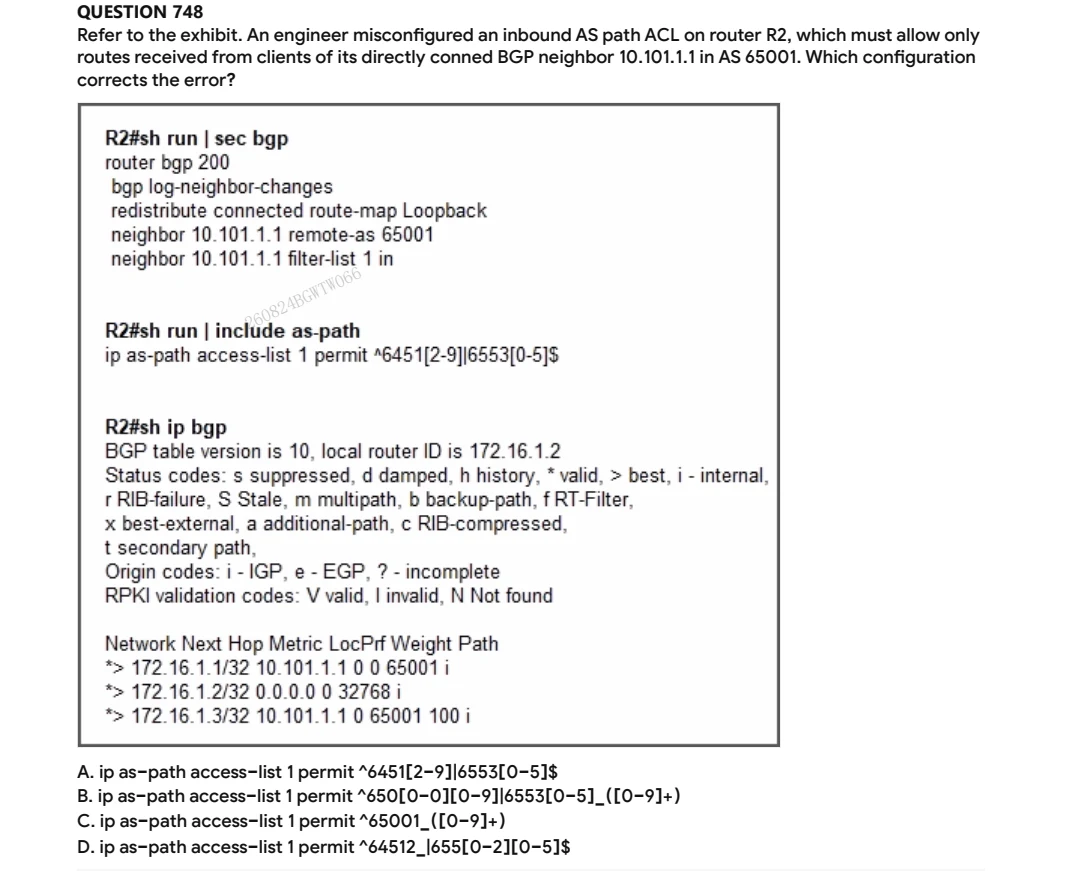 QUESTION 748
Refer to the exhibit. An engineer misconfigured an inbound AS path ACL on router R2, which must allow only
routes received from clients of its directly conned BGP neighbor 10.101.1.1 in AS 65001. Which configuration
corrects the error?
R2#sh run | sec bgp
router bgp 200
bgp log-neighbor-changes
redistribute connected route-map Loopback
neighbor 10.101.1.1 remote-as 65001
neighbor 10.101.1.1 filter-list 1 in
R2#sh run | include as-path
ip as-path access-list 1 permit ^6451[2-9]|6553[0-5]$
R2#sh ip bgp
BGP table version is 10, local router ID is 172.16.1.2
Status codes: s suppressed, d damped, h history, * valid, > best, i - internal,
r RIB-failure, S Stale, m multipath, b backup-path, f RT-Filter,
x best-external, a additional-path, c RIB-compressed,
t secondary path,
Origin codes: i - IGP, e - EGP, ? - incomplete
RPKI validation codes: V valid, I invalid, N Not found
Network Next Hop Metric LocPrf Weight Path
*> 172.16.1.1/32 10.101.1.1 0 0 65001 i
*> 172.16.1.2/32 0.0.0.0 0 32768 i
*> 172.16.1.3/32 10.101.1.1 0 65001 100 i
A. ip as-path access-list 1 permit ^6451[2-9]|6553[0-5]$
B. ip as-path access-list 1 permit ^650[0-0][0-9]|6553[0-5]_([0-9]+)
C. ip as-path access-list 1 permit ^65001_([0-9]+)
D. ip as-path access-list 1 permit ^64512_|655[0-2][0-5]$